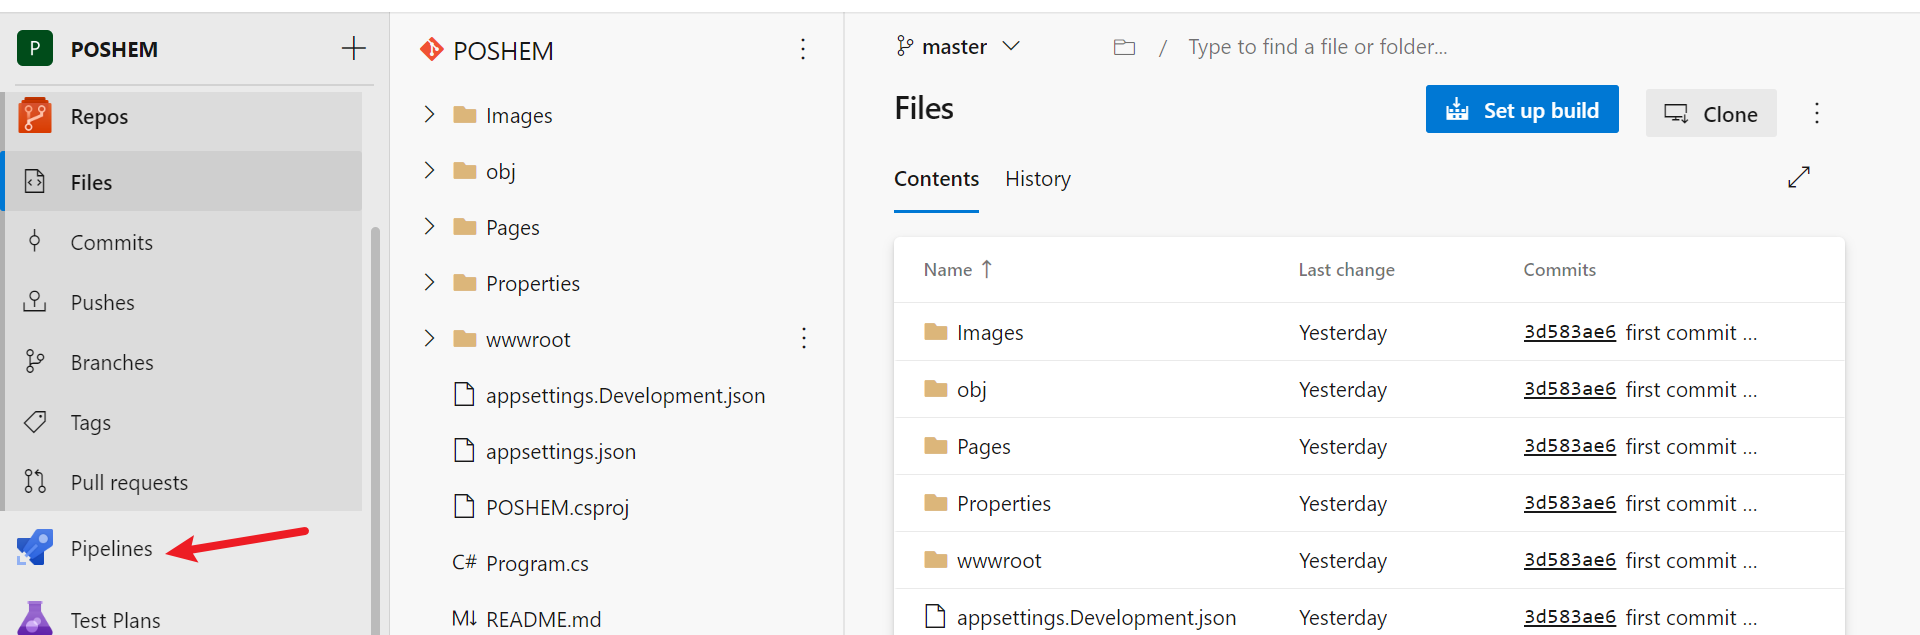 P POSHEM
Repos
Files
Commits
Pushes
Branches
Tags
Pull requests
Pipelines
Test Plans
POSHEM
Images
obj
Pages
Properties
wwwroot
appsettings.Development.json
appsettings.json
POSHEM.csproj
C# Program.cs
M↓ README.md
master / Type to find a file or folder...
Files
Set up build
Clone
Contents History
Name ↑ Last change Commits
Images Yesterday 3d583ae6 first commit ...
obj Yesterday 3d583ae6 first commit ...
Pages Yesterday 3d583ae6 first commit ...
Properties Yesterday 3d583ae6 first commit ...
wwwroot Yesterday 3d583ae6 first commit ...
appsettings.Development.json Yesterday 3d583ae6 first commit ...